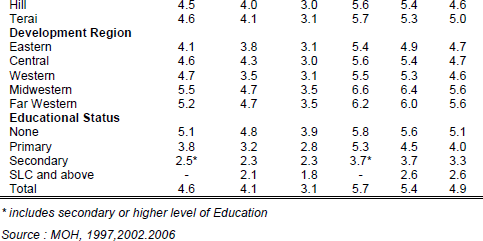 Hill 4.5 4.0 3.0 5.6 5.4 4.6
Terai 4.6 4.1 3.1 5.7 5.3 5.0
Development Region
Eastern 4.1 3.8 3.1 5.4 4.9 4.7
Central 4.6 4.3 3.0 5.6 5.4 4.7
Western 4.7 3.5 3.1 5.5 5.3 4.6
Midwestern 5.5 4.7 3.5 6.6 6.4 5.6
Far Western 5.2 4.7 3.5 6.2 6.0 5.6
Educational Status
None 5.1 4.8 3.9 5.8 5.6 5.1
Primary 3.8 3.2 2.8 5.3 4.5 4.0
Secondary 2.5* 2.3 2.3 3.7* 3.7 3.3
SLC and above - 2.1 1.8 - 2.6 2.6
Total 4.6 4.1 3.1 5.7 5.4 4.9
* includes secondary or higher level of Education
Source : MOH, 1997,2002.2006